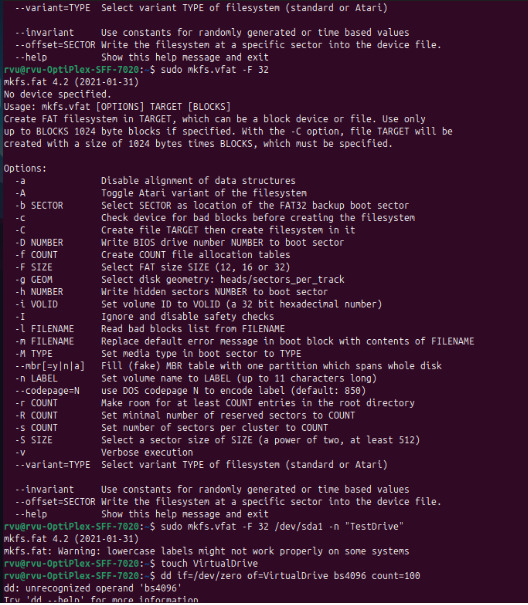 --variant=TYPE  Select variant TYPE of filesystem (standard or Atari)

--invariant     Use constants for randomly generated or time based values
--offset=SECTOR Write the filesystem at a specific sector into the device file.
--help          Show this help message and exit
rvu@rvu-OptiPlex-SFF-7020:~$ sudo mkfs.vfat -F 32
mkfs.fat 4.2 (2021-01-31)
No device specified.
Usage: mkfs.vfat [OPTIONS] TARGET [BLOCKS]
Create FAT filesystem in TARGET, which can be a block device or file. Use only
up to BLOCKS 1024 byte blocks if specified. With the -C option, file TARGET will be
created with a size of 1024 bytes times BLOCKS, which must be specified.

Options:
  -a              Disable alignment of data structures
  -A              Toggle Atari variant of the filesystem
  -b SECTOR       Select SECTOR as location of the FAT32 backup boot sector
  -c              Check device for bad blocks before creating the filesystem
  -C              Create file TARGET then create filesystem in it
  -D NUMBER       Write BIOS drive number NUMBER to boot sector
  -f COUNT        Create COUNT file allocation tables
  -F SIZE         Select FAT size SIZE (12, 16 or 32)
  -g GEOM         Select disk geometry: heads/sectors_per_track
  -h NUMBER       Write hidden sectors NUMBER to boot sector
  -i VOLID        Set volume ID to VOLID (a 32 bit hexadecimal number)
  -I              Ignore and disable safety checks
  -l FILENAME     Read bad blocks list from FILENAME
  -m FILENAME     Replace default error message in boot block with contents of FILENAME
  -M TYPE         Set media type in boot sector to TYPE
  --mbr[=y|n|a]   Fill (fake) MBR table with one partition which spans whole disk
  -n LABEL        Set volume name to LABEL (up to 11 characters long)
  --codepage=N    use DOS codepage N to encode label (default: 850)
  -r COUNT        Make room for at least COUNT entries in the root directory
  -R COUNT        Set minimal number of reserved sectors to COUNT
  -s COUNT        Set number of sectors per cluster to COUNT
  -S SIZE         Select a sector size of SIZE (a power of two, at least 512)
  -v              Verbose execution
  --variant=TYPE  Select variant TYPE of filesystem (standard or Atari)

  --invariant     Use constants for randomly generated or time based values
  --offset=SECTOR Write the filesystem at a specific sector into the device file.
  --help          Show this help message and exit
rvu@rvu-OptiPlex-SFF-7020:~$ sudo mkfs.vfat -F 32 /dev/sda1 -n "TestDrive"
mkfs.fat 4.2 (2021-01-31)
mkfs.fat: Warning: lowercase labels might not work properly on some systems
rvu@rvu-OptiPlex-SFF-7020:~$ touch VirtualDrive
rvu@rvu-OptiPlex-SFF-7020:~$ dd if=/dev/zero of=VirtualDrive bs4096 count=100
dd: unrecognized operand 'bs4096'
Try 'dd --help' for more information